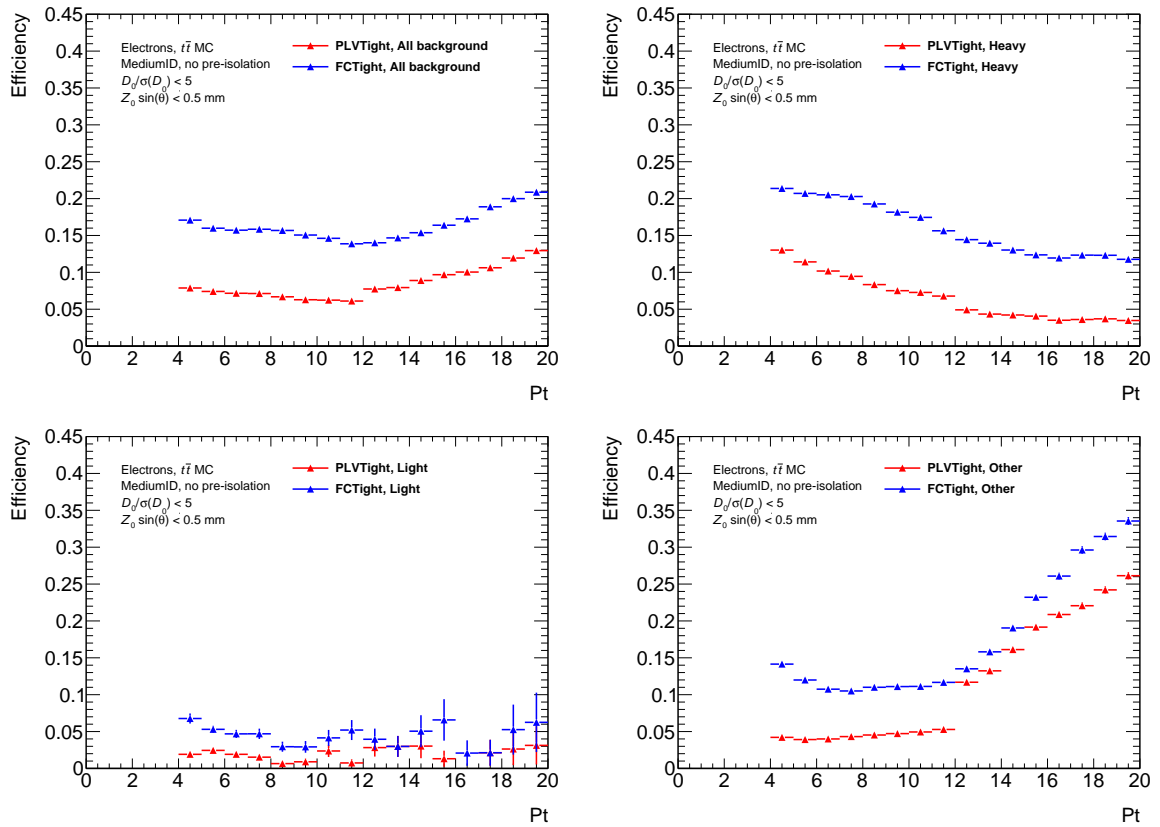 Efficiency
0.45
0.4
0.35
0.3
0.25
0.2
0.15
0.1
0.05
0
0 2 4 6 8 10 12 14 16 18 20
Pt
Electrons, tt̄ MC
MediumID, no pre-isolation
D₀/σ(D₀) < 5
Z₀ sin(θ) < 0.5 mm
PLVTight, All background
FCTight, All background
Efficiency
0.45
0.4
0.35
0.3
0.25
0.2
0.15
0.1
0.05
0
0 2 4 6 8 10 12 14 16 18 20
Pt
Electrons, tt̄ MC
MediumID, no pre-isolation
D₀/σ(D₀) < 5
Z₀ sin(θ) < 0.5 mm
PLVTight, Heavy
FCTight, Heavy
Efficiency
0.45
0.4
0.35
0.3
0.25
0.2
0.15
0.1
0.05
0
0 2 4 6 8 10 12 14 16 18 20
Pt
Electrons, tt̄ MC
MediumID, no pre-isolation
D₀/σ(D₀) < 5
Z₀ sin(θ) < 0.5 mm
PLVTight, Light
FCTight, Light
Efficiency
0.45
0.4
0.35
0.3
0.25
0.2
0.15
0.1
0.05
0
0 2 4 6 8 10 12 14 16 18 20
Pt
Electrons, tt̄ MC
MediumID, no pre-isolation
D₀/σ(D₀) < 5
Z₀ sin(θ) < 0.5 mm
PLVTight, Other
FCTight, Other